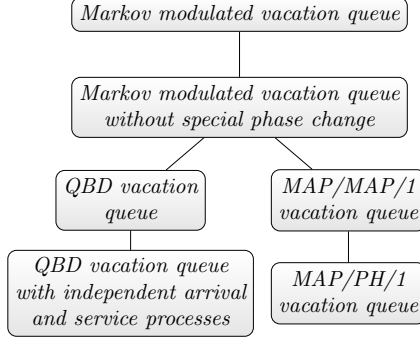 Markov modulated vacation queue
Markov modulated vacation queue
without special phase change
QBD vacation
queue
MAP/MAP/1
vacation queue
QBD vacation queue
with independent arrival
and service processes
MAP/PH/1
vacation queue